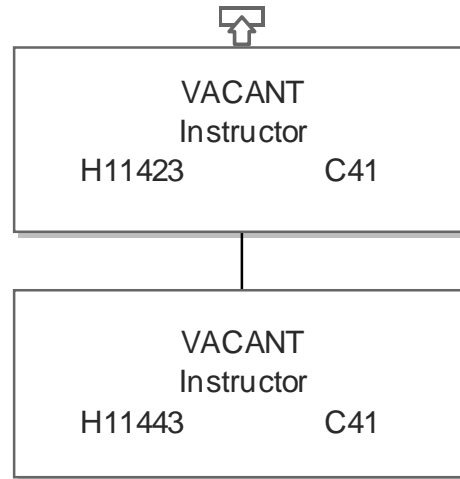 VACANT
Instructor
H11423 C41
VACANT
Instructor
H11443 C41